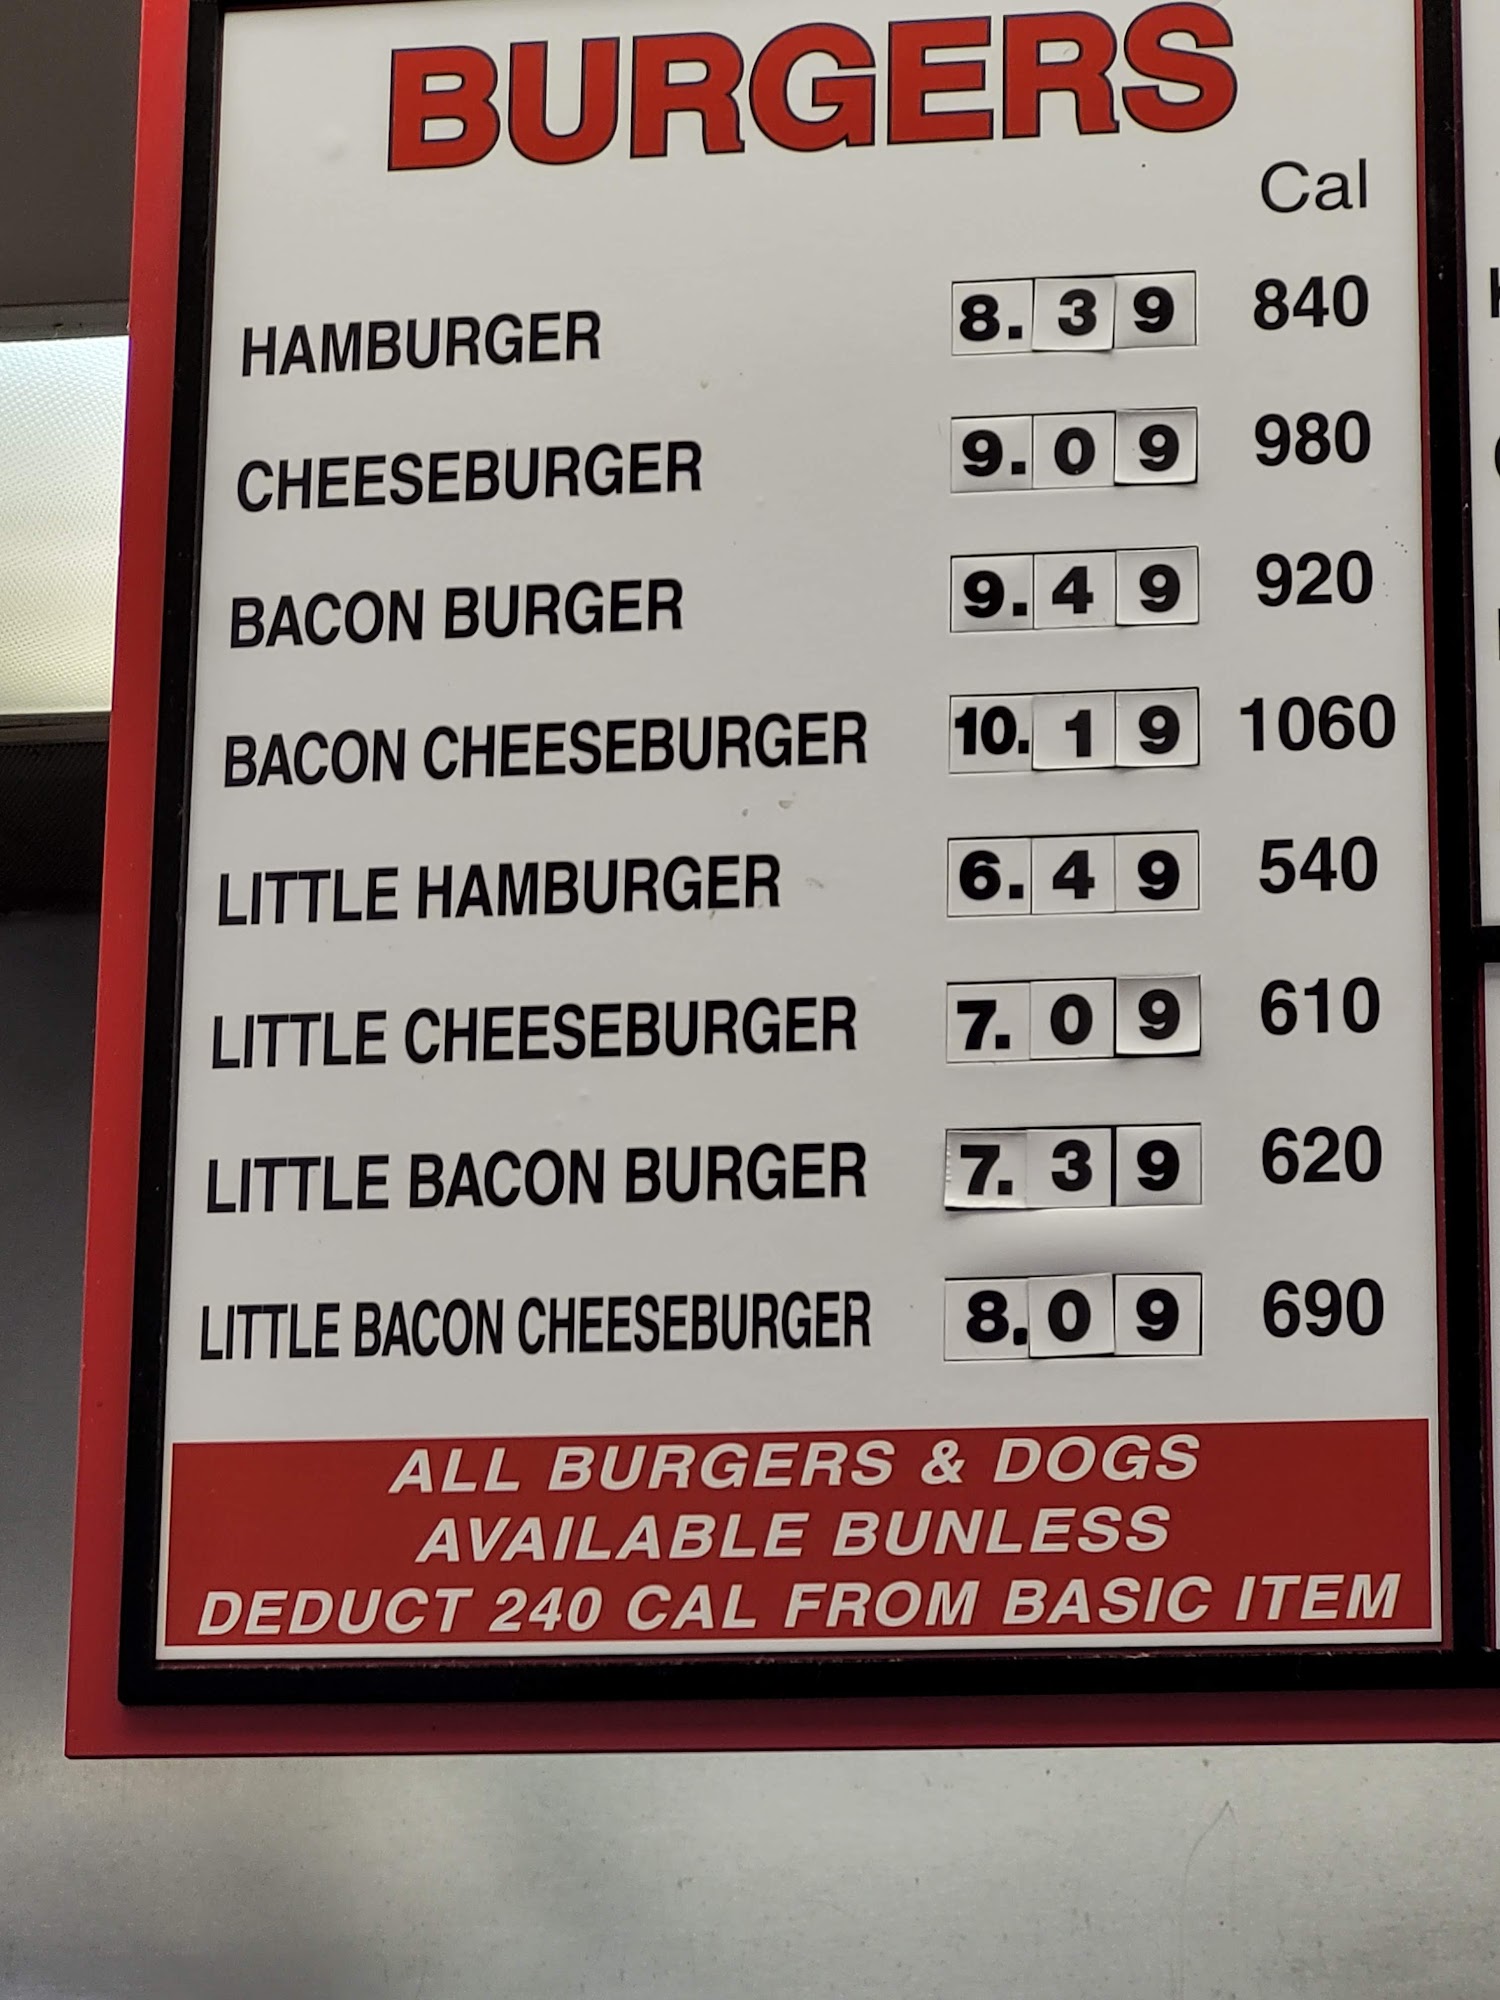 BURGERS
Cal
HAMBURGER 8.39 840
CHEESEBURGER 9.09 980
BACON BURGER 9.49 920
BACON CHEESEBURGER 10.19 1060
LITTLE HAMBURGER 6.49 540
LITTLE CHEESEBURGER 7.09 610
LITTLE BACON BURGER 7.39 620
LITTLE BACON CHEESEBURGER 8.09 690
ALL BURGERS & DOGS
AVAILABLE BUNLESS
DEDUCT 240 CAL FROM BASIC ITEM